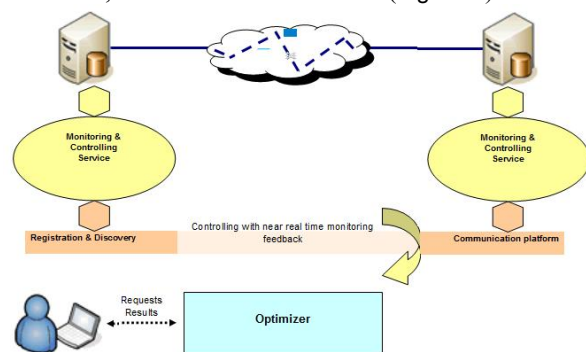 Monitoring &
Controlling
Service
Monitoring &
Controlling
Service
Registration & Discovery
Controlling with near real time monitoring
feedback
Communication platform
Requests
Results
Optimizer